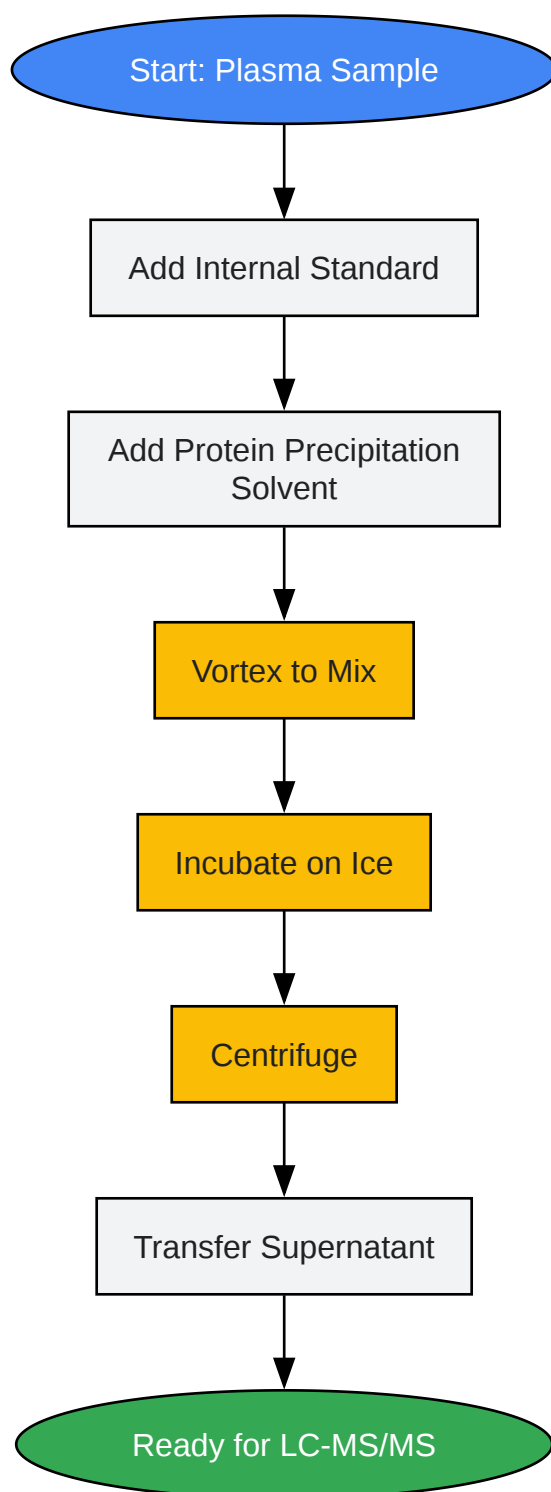 Start: Plasma Sample
Add Internal Standard
Add Protein Precipitation
Solvent
Vortex to Mix
Incubate on Ice
Centrifuge
Transfer Supernatant
Ready for LC-MS/MS